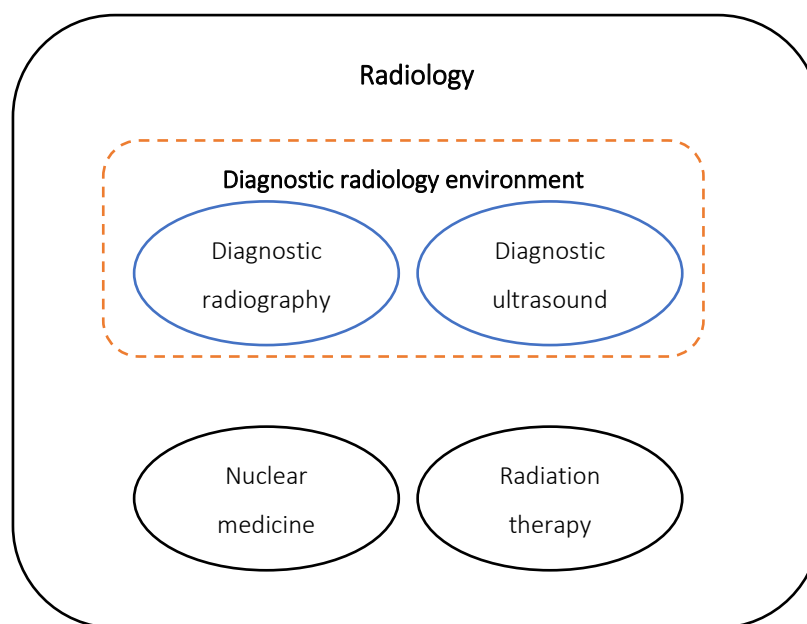 Radiology
Diagnostic radiology environment
Diagnostic
radiography
Diagnostic
ultrasound
Nuclear
medicine
Radiation
therapy